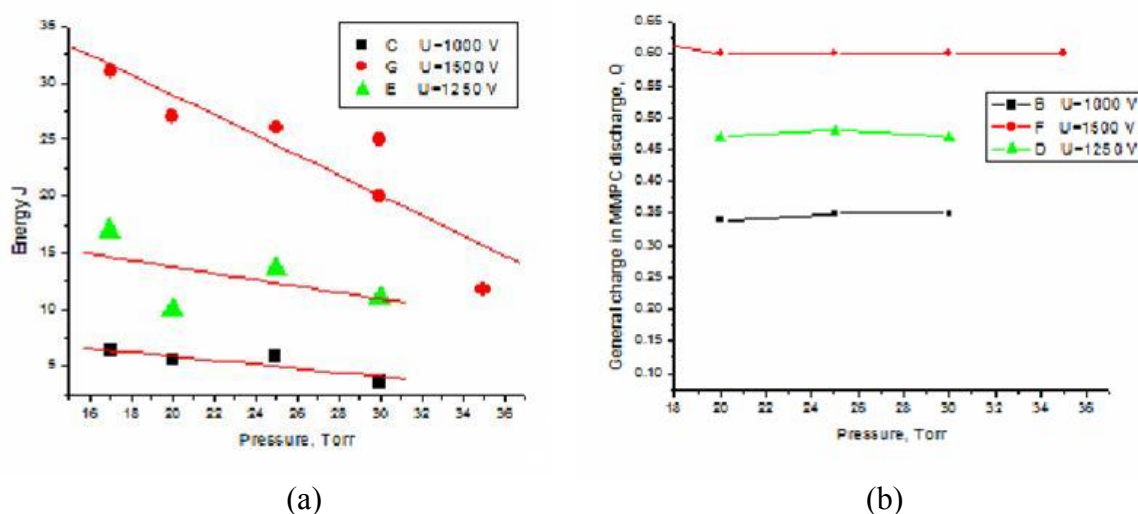 35
30
25
20
15
10
5
16 18 20 22 24 26 28 30 32 34 36
Energy J
Pressure, Torr
C U=1000 V
G U=1500 V
E U=1250 V
(a)
0.65
0.60
0.55
0.50
0.45
0.40
0.35
0.30
0.25
0.20
0.15
0.10
18 20 22 24 26 28 30 32 34 36
General charge in MMPC discharge, Q
Pressure, Torr
B U=1000 V
F U=1500 V
D U=1250 V
(b)